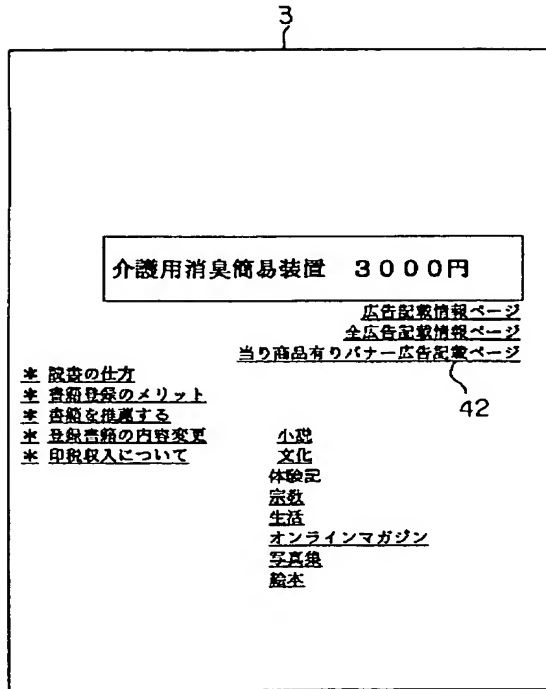 3
介護用消臭簡易装置 3000円
広告記載情報ページ
全広告記載情報ページ
当り商品有りバナー広告記載ページ
42
* 読書の仕方
* 書籍登録のメリット
* 書籍を推薦する
* 登録書籍の内容変更
* 印税収入について
小説
文化
体験記
宗教
生活
オンラインマガジン
写真集
絵本